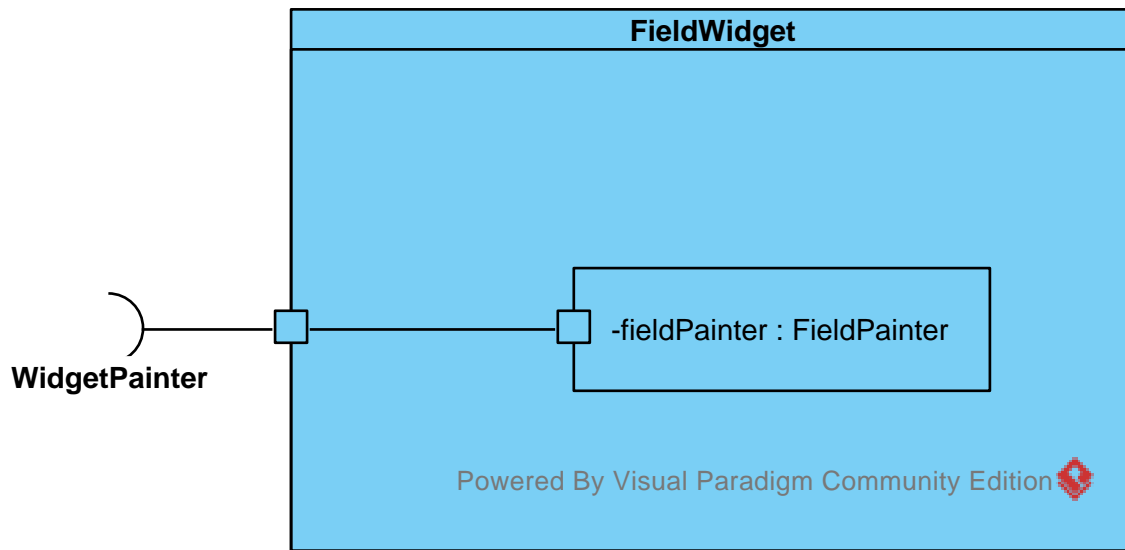 FieldWidget
-fieldPainter : FieldPainter
WidgetPainter
Powered By Visual Paradigm Community Edition